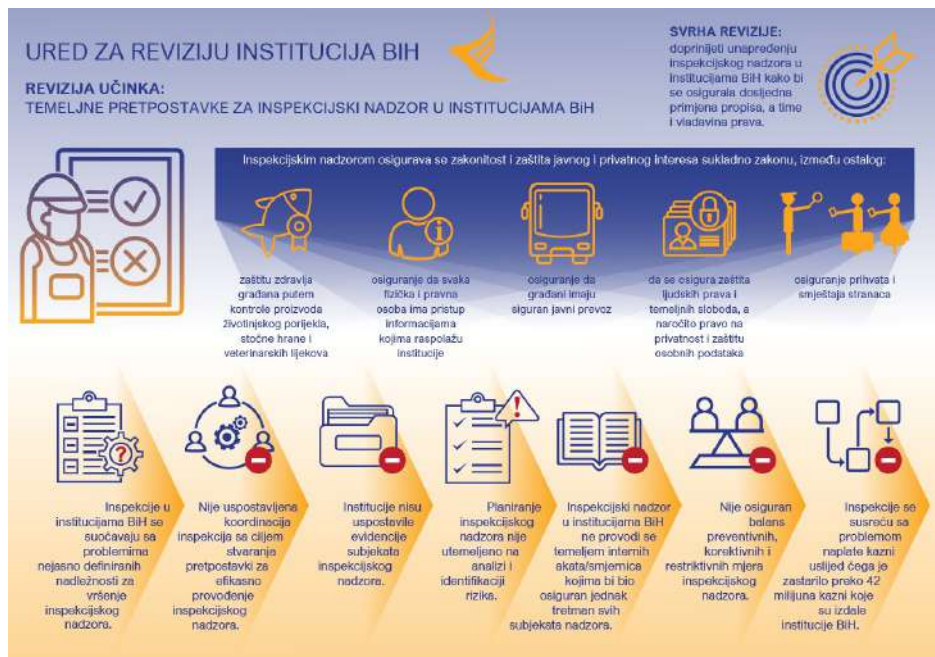 URED ZA REVIZIJU INSTITUCIJA BIH
REVIZIJA UČINKA:
TEMELJNE PRETPOSTAVKE ZA INSPEKCIJSKI NADZOR U INSTITUCIJAMA BiH
SVRHA REVIZIJE:
doprinijeti unapređenju
inspekcijskog nadzora u
institucijama BiH kako bi
se osigurala dosljedna
primjena propisa, a time
i vladavina prava.
Inspekcijskim nadzorom osigurava se zakonitost i zaštita javnog i privatnog interesa sukladno zakonu, između ostalog:
zaštitu zdravlja
građana putem
kontrole proizvoda
životinjskog porijekla,
stočne hrane i
veterinarskih lijekova
osiguranje da svaka
fizička i pravna
osoba ima pristup
informacijama
kojima raspolažu
institucije
osiguranje da
građani imaju
siguran javni prevoz
da se osigura zaštita
ljudskih prava i
temeljnih sloboda, a
naročito pravo na
privatnost i zaštitu
osobnih podataka
osiguranje prihvata i
smještaja stranaca
Inspekcije u
institucijama BiH se
suočavaju sa
problemima
nejasno definiranih
nadležnosti za
vršenje
inspekcijskog
nadzora.
Nije uspostavljena
koordinacija
inspekcija sa ciljem
stvaranja
pretpostavki za
efikasno
provođenje
inspekcijskog
nadzora.
Institucije nisu
uspostavile
evidencije
subjekata
inspekcijskog
nadzora.
Planiranje
inspekcijskog
nadzora nije
utemeljeno na
analizi i
identifikaciji
rizika.
Inspekcijski nadzor
u institucijama BiH
ne provodi se
temeljem internih
akata/smjernica
kojima bi bio
osiguran jednak
tretman svih
subjekata nadzora.
Nije osiguran
balans
preventivnih,
korektivnih i
restriktivnih mjera
inspekcijskog
nadzora.
Inspekcije se
susreću sa
problemom
naplate kazni
uslijed čega je
zastarilo preko 42
milijuna kazni koje
su izdale
institucije BiH.